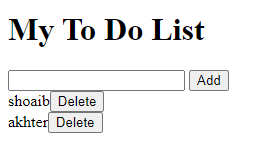 My To Do List
Add
shoaib Delete
akhter Delete